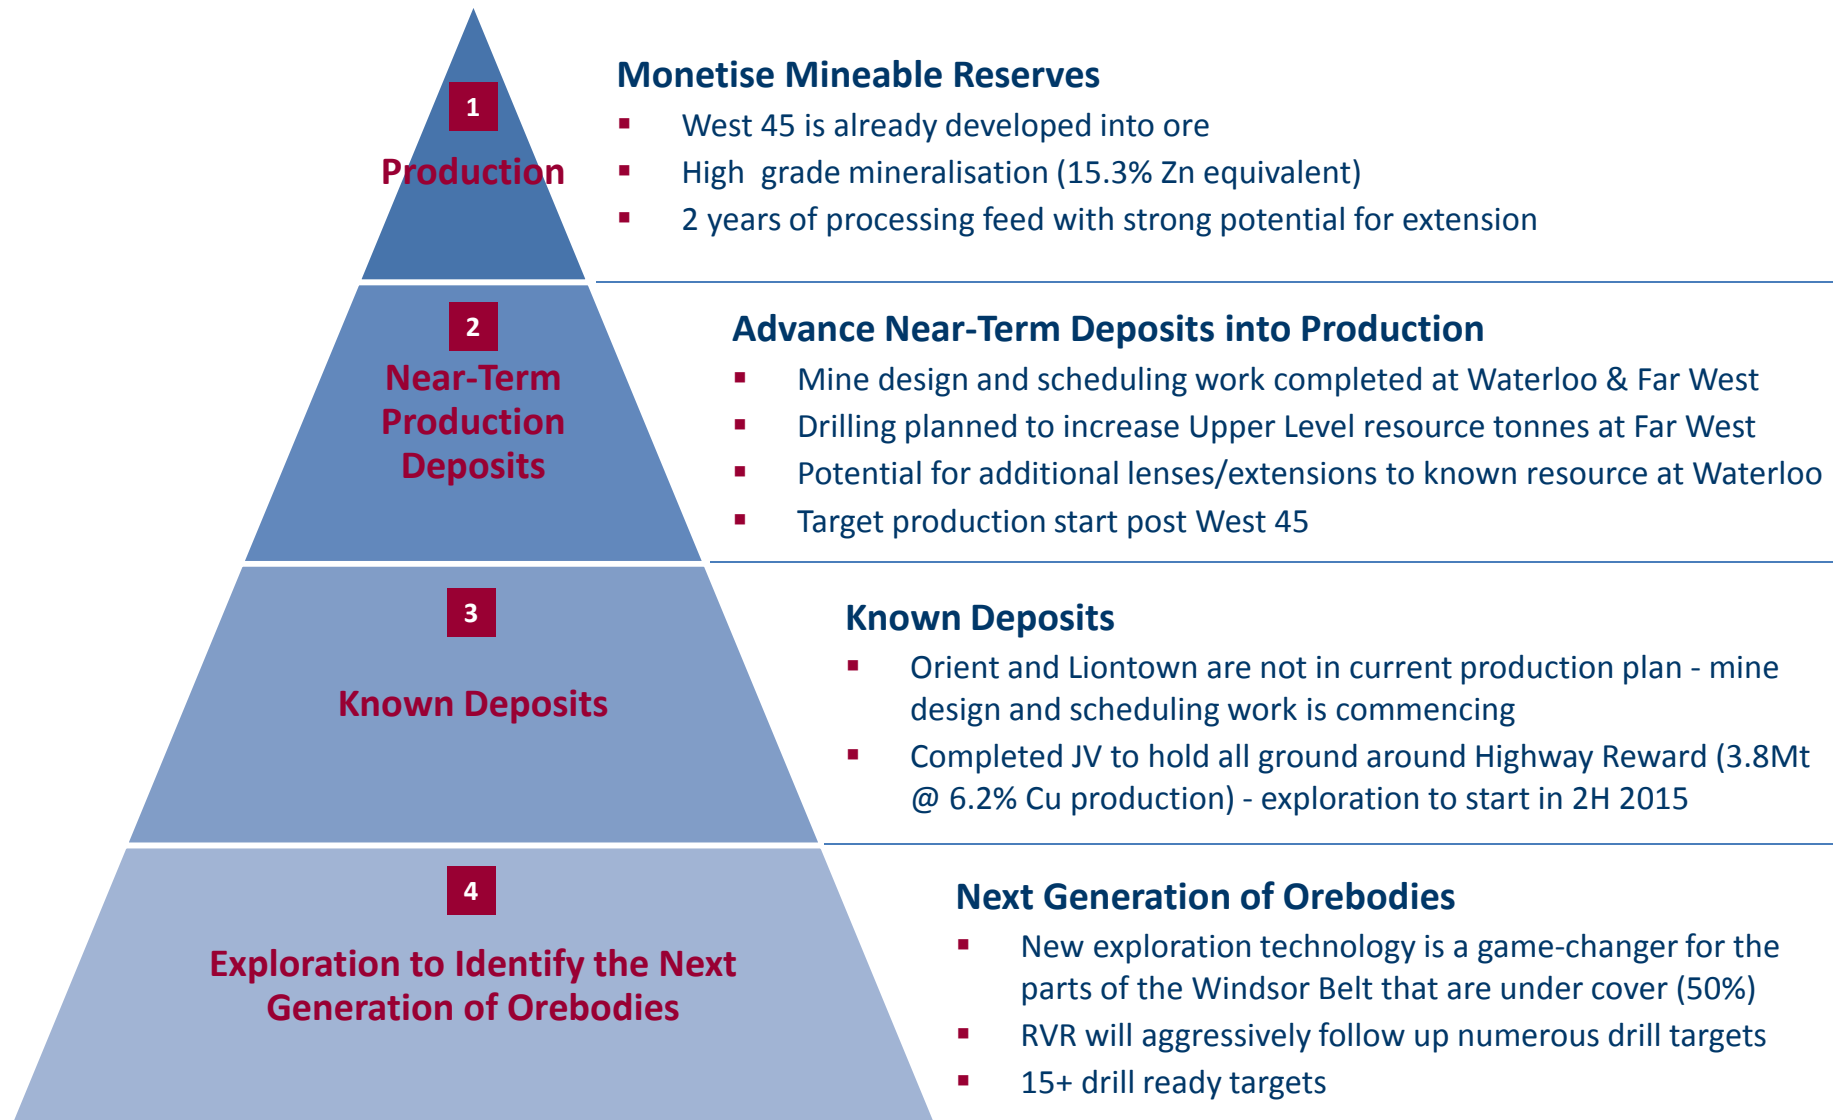 1
Production
Monetise Mineable Reserves
▪ West 45 is already developed into ore
▪ High grade mineralisation (15.3% Zn equivalent)
▪ 2 years of processing feed with strong potential for extension
2
Near-Term
Production
Deposits
Advance Near-Term Deposits into Production
▪ Mine design and scheduling work completed at Waterloo & Far West
▪ Drilling planned to increase Upper Level resource tonnes at Far West
▪ Potential for additional lenses/extensions to known resource at Waterloo
▪ Target production start post West 45
3
Known Deposits
Known Deposits
▪ Orient and Liontown are not in current production plan - mine
design and scheduling work is commencing
▪ Completed JV to hold all ground around Highway Reward (3.8Mt
@ 6.2% Cu production) - exploration to start in 2H 2015
4
Exploration to Identify the Next
Generation of Orebodies
Next Generation of Orebodies
▪ New exploration technology is a game-changer for the
parts of the Windsor Belt that are under cover (50%)
▪ RVR will aggressively follow up numerous drill targets
▪ 15+ drill ready targets